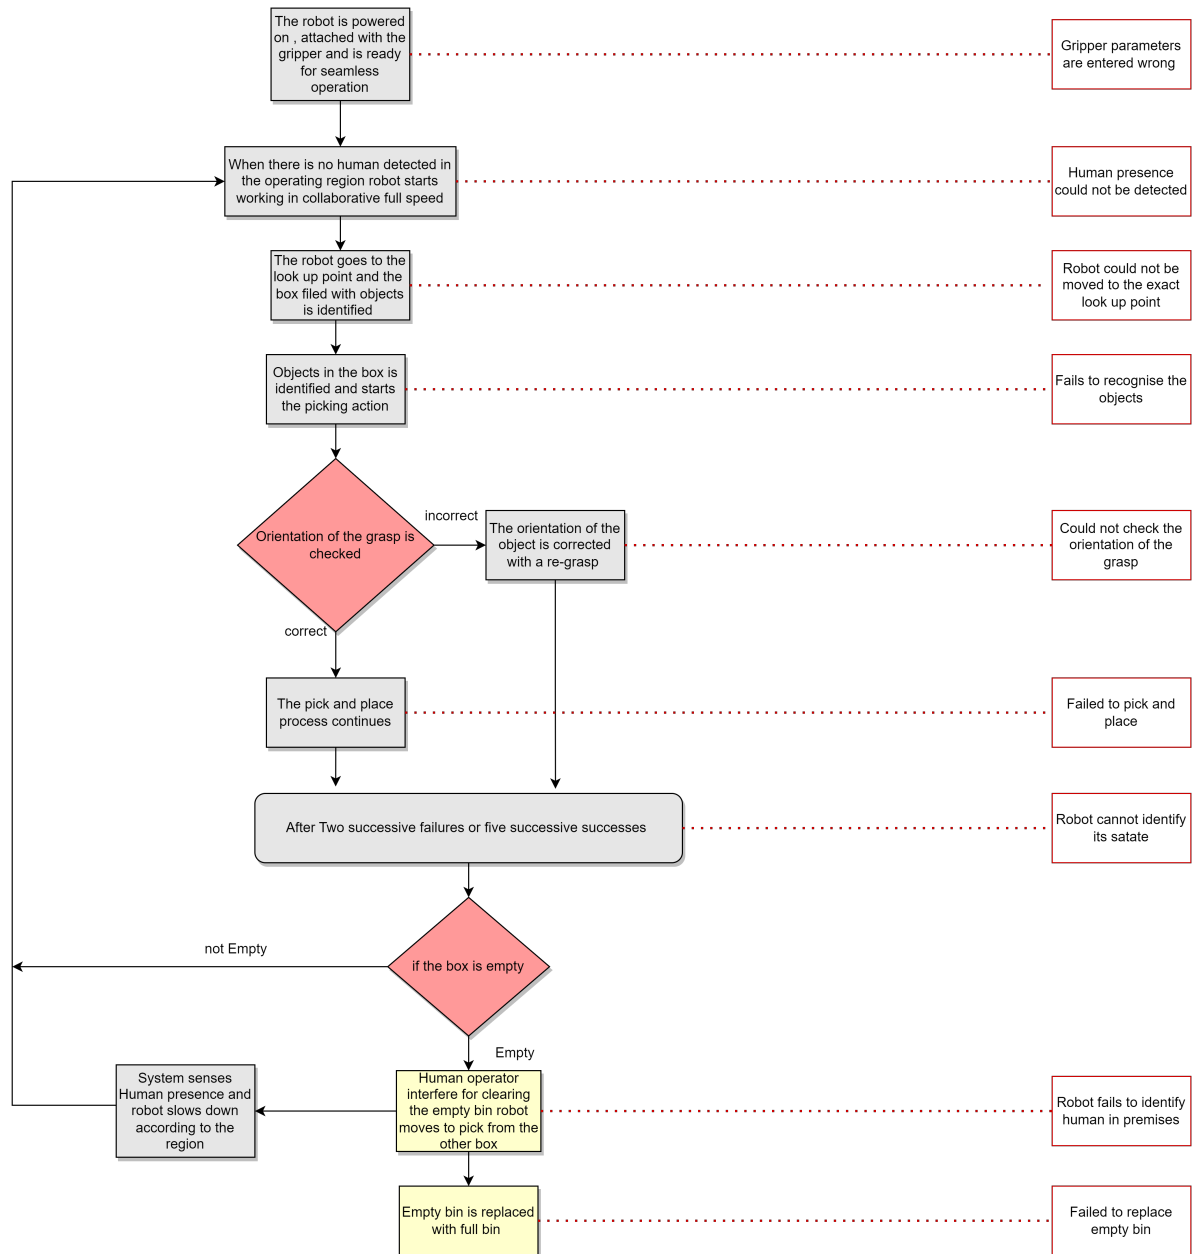 The robot is powered
on , attached with the
gripper and is ready
for seamless
operation
Gripper parameters
are entered wrong
When there is no human detected in
the operating region robot starts
working in collaborative full speed
Human presence
could not be detected
The robot goes to the
look up point and the
box filed with objects
is identified
Robot could not be
moved to the exact
look up point
Objects in the box is
identified and starts
the picking action
Fails to recognise the
objects
Orientation of the grasp is
checked
incorrect
The orientation of the
object is corrected
with a re-grasp
Could not check the
orientation of the
grasp
correct
The pick and place
process continues
Failed to pick and
place
After Two successive failures or five successive successes
Robot cannot identify
its satate
if the box is empty
not Empty
Empty
System senses
Human presence and
robot slows down
according to the
region
Human operator
interfere for clearing
the empty bin robot
moves to pick from the
other box
Robot fails to identify
human in premises
Empty bin is replaced
with full bin
Failed to replace
empty bin